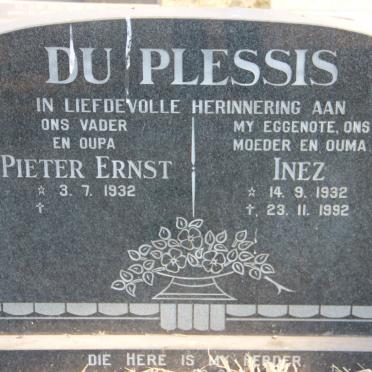 DU PLESSIS
IN LIEFDEVOLLE HERINNERING AAN
ONS VADER
EN OUPA
PIETER ERNST
☆ 3. 7. 1932
✝
MY EGGENOTE, ONS
MOEDER EN OUMA
INEZ
☆ 14. 9. 1932
✝ 23. 11. 1992
DIE HERE IS MY HERDER